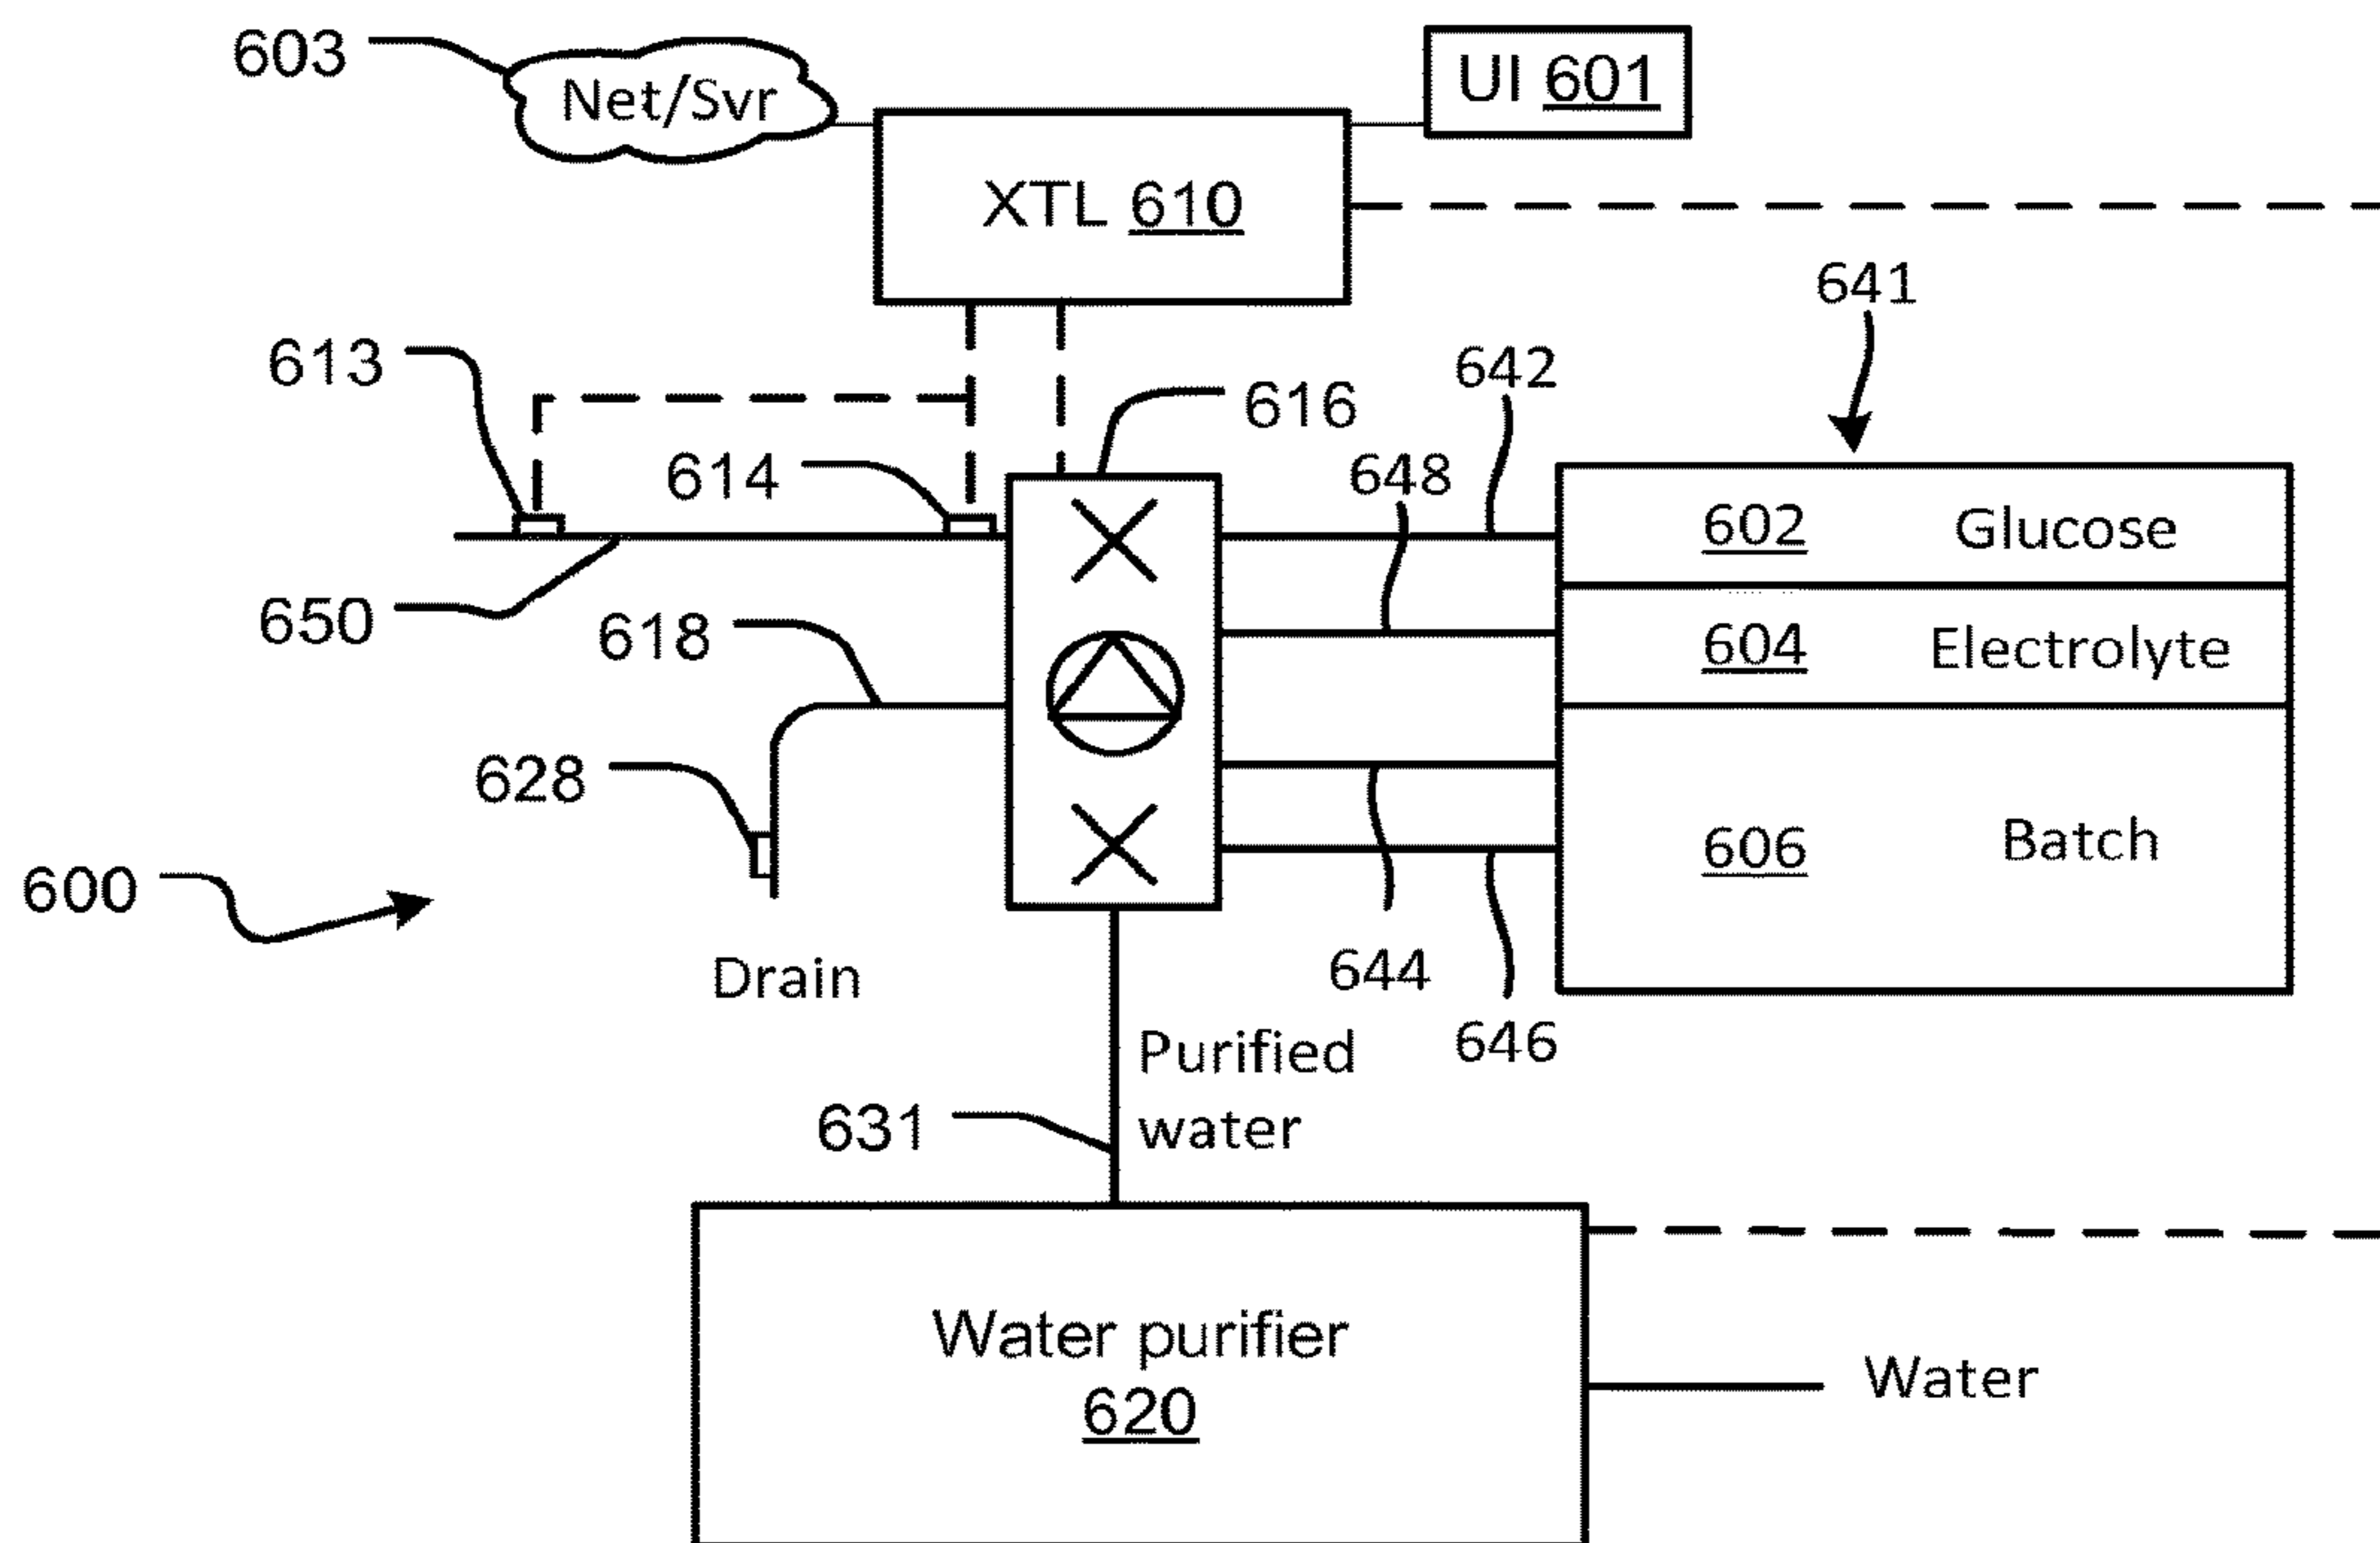 603
Net/Svr
UI 601
XTL 610
641
613
642
616
614
648
602 Glucose
650
618
604 Electrolyte
628
606 Batch
600
Drain
644
646
Purified
water
631
Water purifier
620
Water